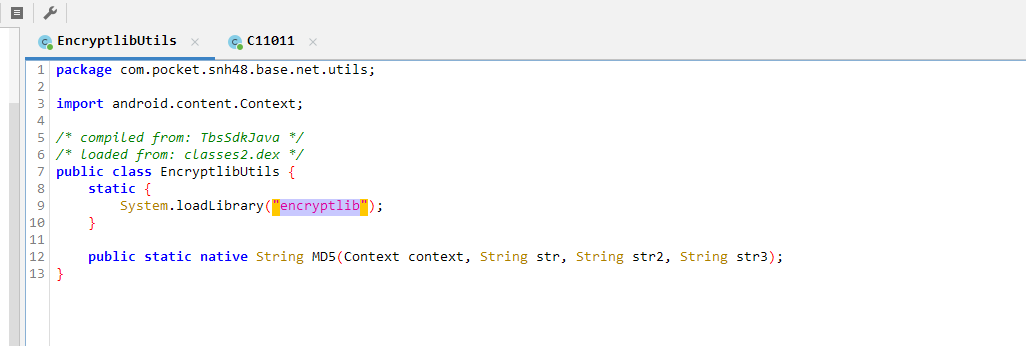 EncryptlibUtils × C11011 ×
1 package com.pocket.snh48.base.net.utils;
2
3 import android.content.Context;
4
5 /* compiled from: TbsSdkJava */
6 /* loaded from: classes2.dex */
7 public class EncryptlibUtils {
8 static {
9 System.loadLibrary("encryptlib");
10 }
11
12 public static native String MD5(Context context, String str, String str2, String str3);
13 }